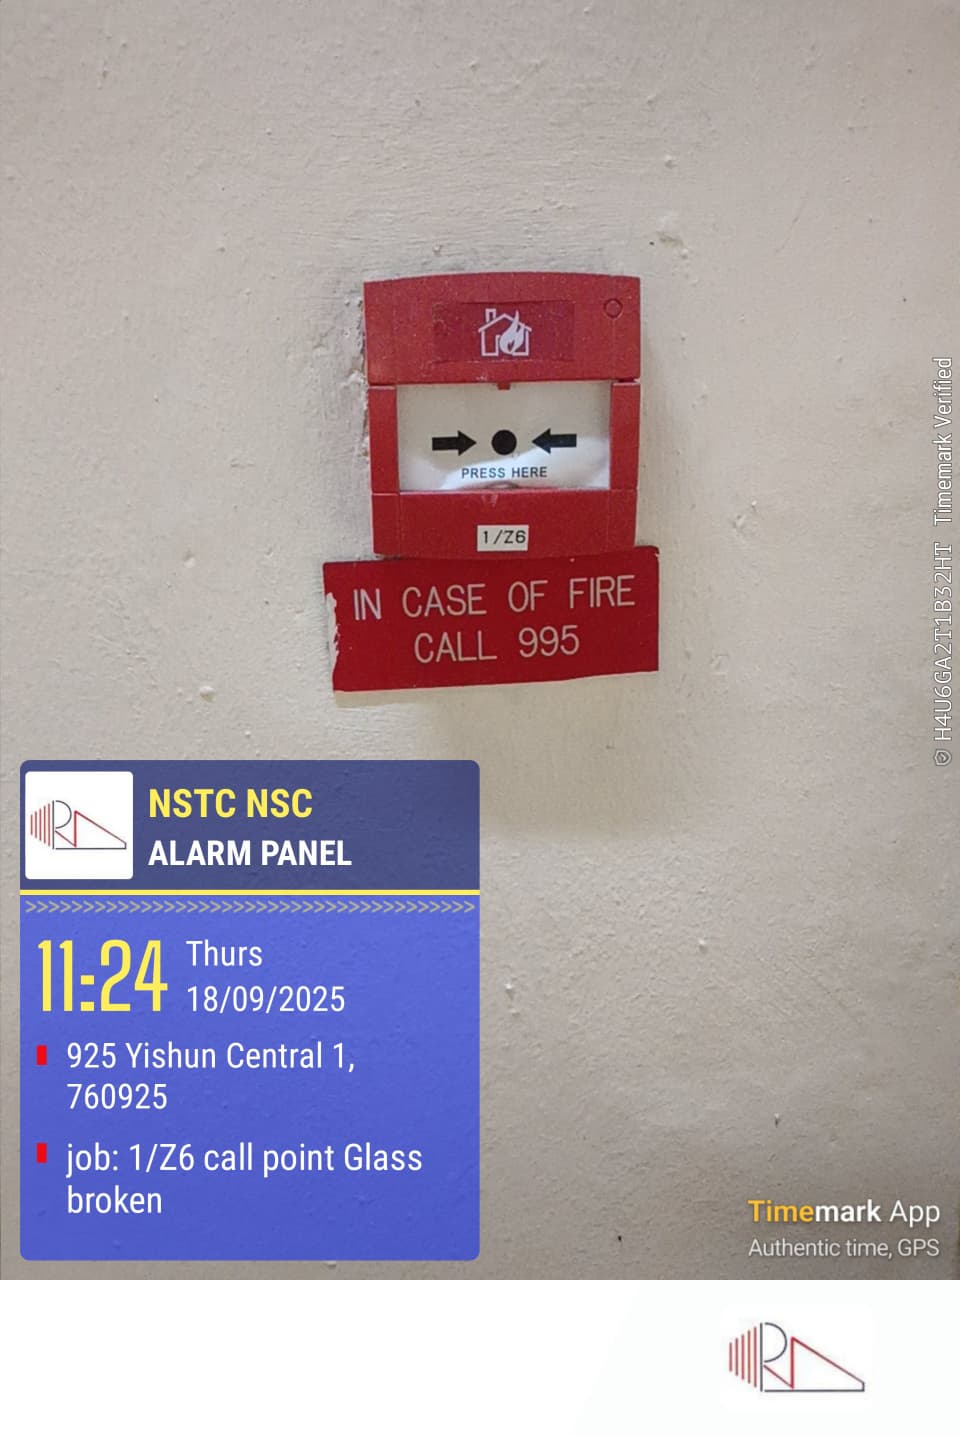 PRESS HERE
1/Z6
IN CASE OF FIRE
CALL 995
H4U6GA2T1B32HT Timemark Verified
NSTC NSC
ALARM PANEL
>>>>>>>>>>>>>>>>>>>>>>>>>>>>>>>>>>>>>>>
11:24
Thurs
18/09/2025
925 Yishun Central 1,
760925
job: 1/Z6 call point Glass
broken
Timemark App
Authentic time, GPS